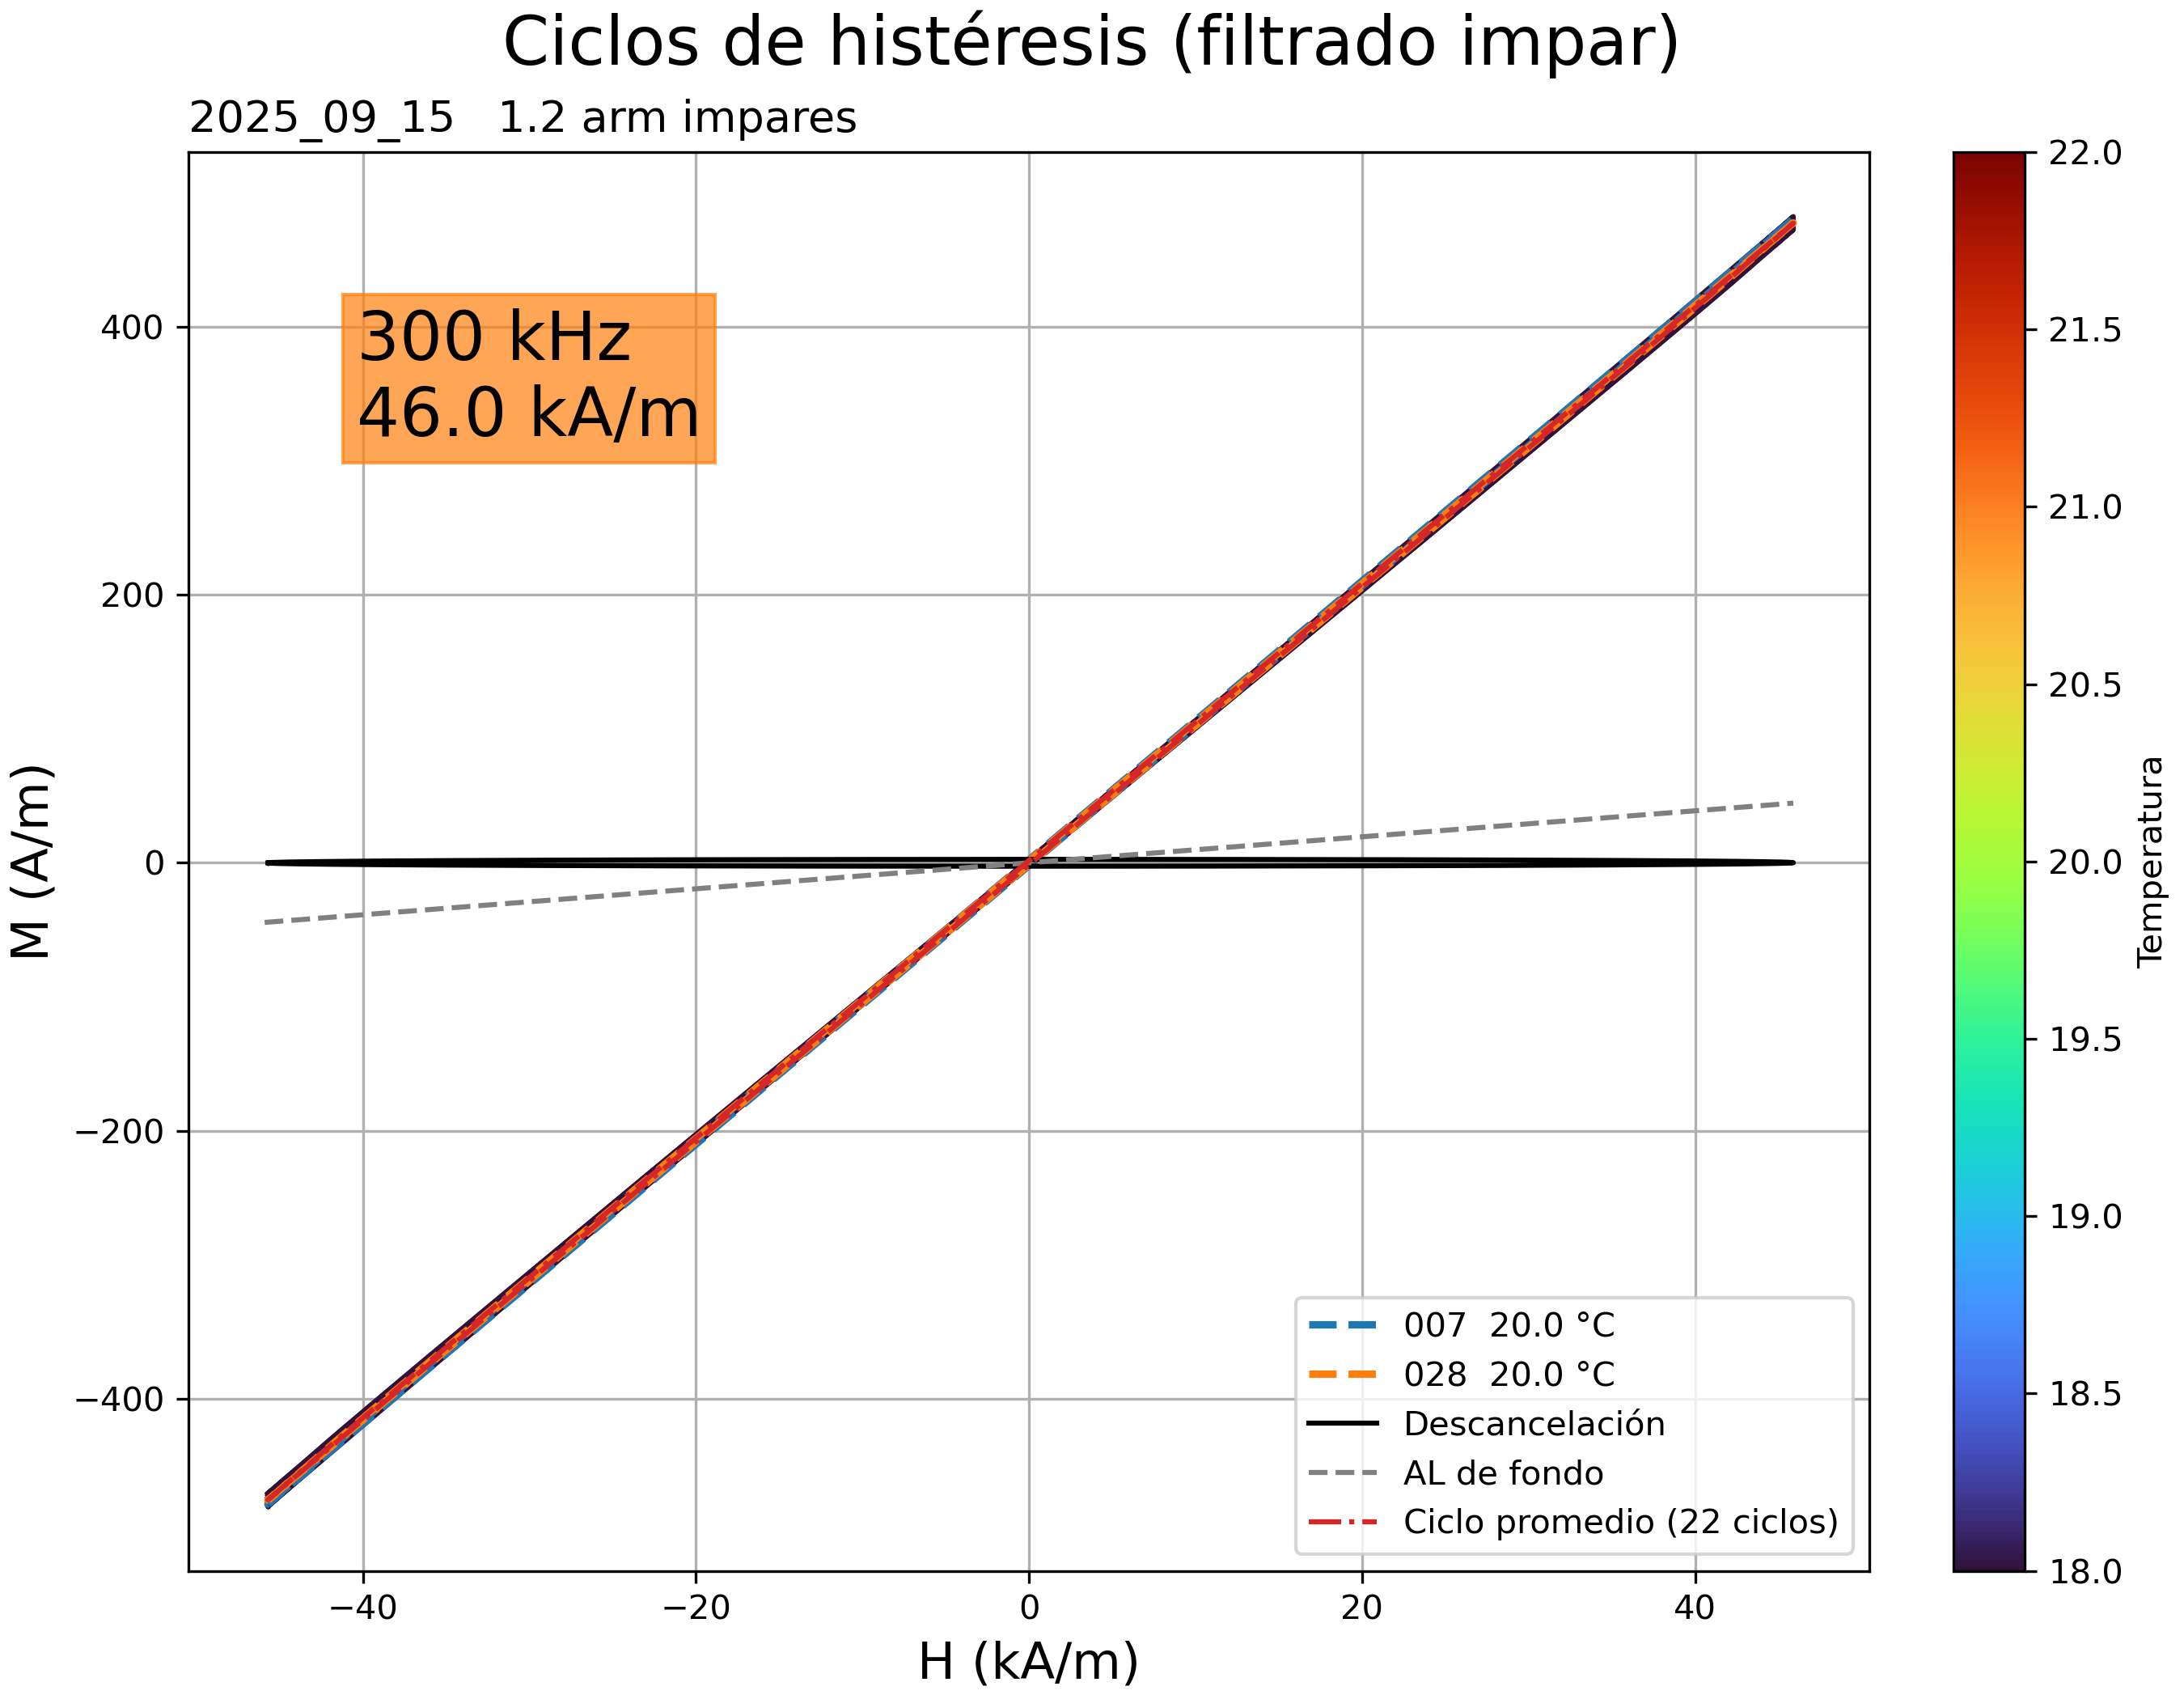 Ciclos de histéresis (filtrado impar)
2025_09_15   1.2 arm impares
300 kHz
46.0 kA/m
M (A/m)
400
200
0
−200
−400
−40
−20
0
20
40
H (kA/m)
007  20.0 °C
028  20.0 °C
Descancelación
AL de fondo
Ciclo promedio (22 ciclos)
22.0
21.5
21.0
20.5
20.0
19.5
19.0
18.5
18.0
Temperatura